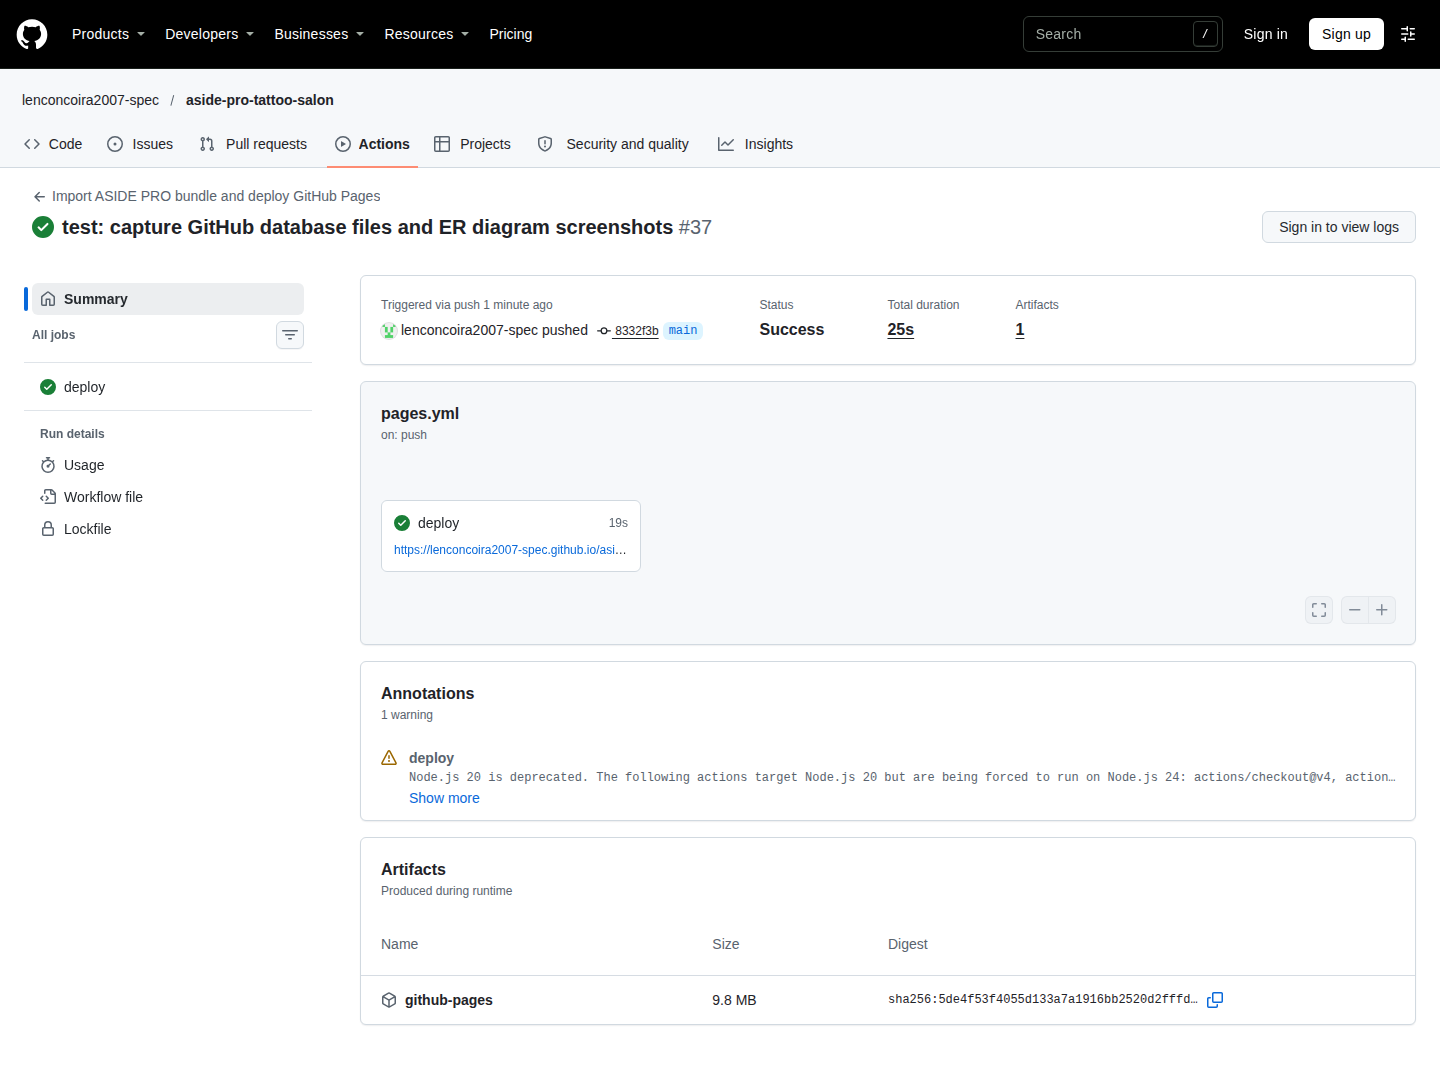 Products Developers Businesses Resources Pricing Search / Sign in Sign up
lenconcoira2007-spec / aside-pro-tattoo-salon
Code Issues Pull requests Actions Projects Security and quality Insights
Import ASIDE PRO bundle and deploy GitHub Pages
test: capture GitHub database files and ER diagram screenshots #37
Sign in to view logs
Summary
All jobs
deploy
Run details
Usage
Workflow file
Lockfile
Triggered via push 1 minute ago
lenconcoira2007-spec pushed 8332f3b main
Status
Success
Total duration
25s
Artifacts
1
pages.yml
on: push
deploy 19s
https://lenconcoira2007-spec.github.io/asi…
Annotations
1 warning
deploy
Node.js 20 is deprecated. The following actions target Node.js 20 but are being forced to run on Node.js 24: actions/checkout@v4, action…
Show more
Artifacts
Produced during runtime
Name Size Digest
github-pages 9.8 MB sha256:5de4f53f4055d133a7a1916bb2520d2fffd…